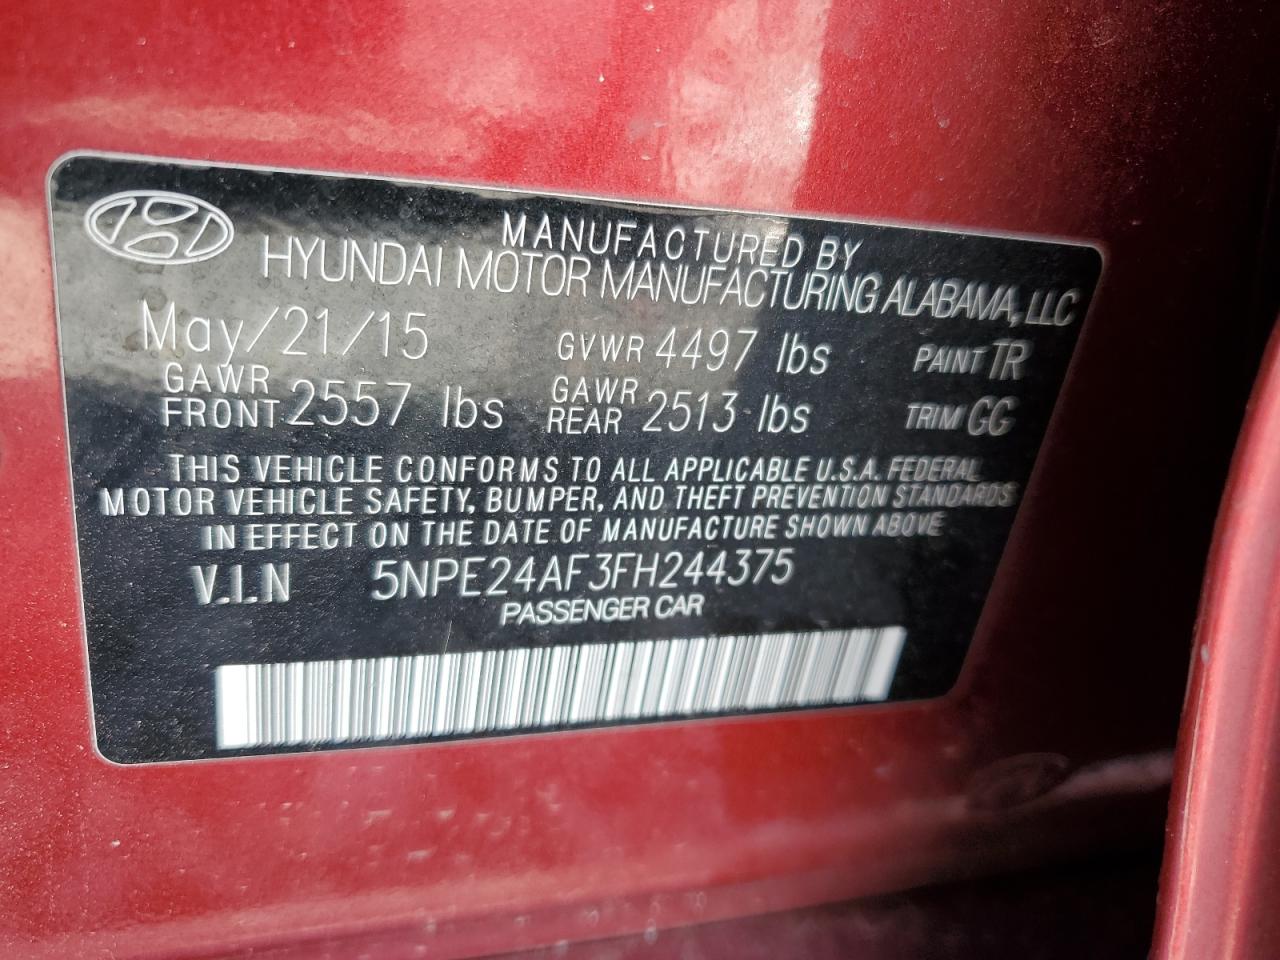 MANUFACTURED BY
HYUNDAI MOTOR MANUFACTURING ALABAMA, LLC
May/21/15 GVWR 4497 lbs PAINT TR
GAWR FRONT 2557 lbs GAWR REAR 2513 lbs TRIM GG
THIS VEHICLE CONFORMS TO ALL APPLICABLE U.S.A. FEDERAL
MOTOR VEHICLE SAFETY, BUMPER, AND THEFT PREVENTION STANDARDS
IN EFFECT ON THE DATE OF MANUFACTURE SHOWN ABOVE
V.I.N 5NPE24AF3FH244375
PASSENGER CAR